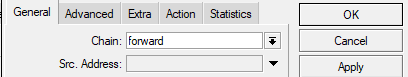 General Advanced Extra Action Statistics OK
Chain: forward Cancel
Src. Address: Apply